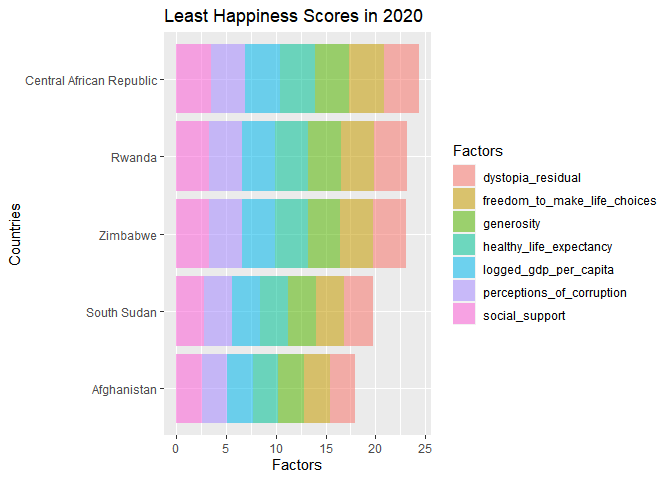 Least Happiness Scores in 2020
Countries
Central African Republic
Rwanda
Zimbabwe
South Sudan
Afghanistan
0 5 10 15 20 25
Factors
Factors
dystopia_residual
freedom_to_make_life_choices
generosity
healthy_life_expectancy
logged_gdp_per_capita
perceptions_of_corruption
social_support